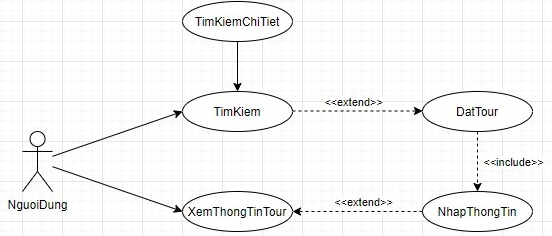 TimKiemChiTiet
TimKiem
<<extend>>
DatTour
<<include>>
NguoiDung
XemThongTinTour
<<extend>>
NhapThongTin